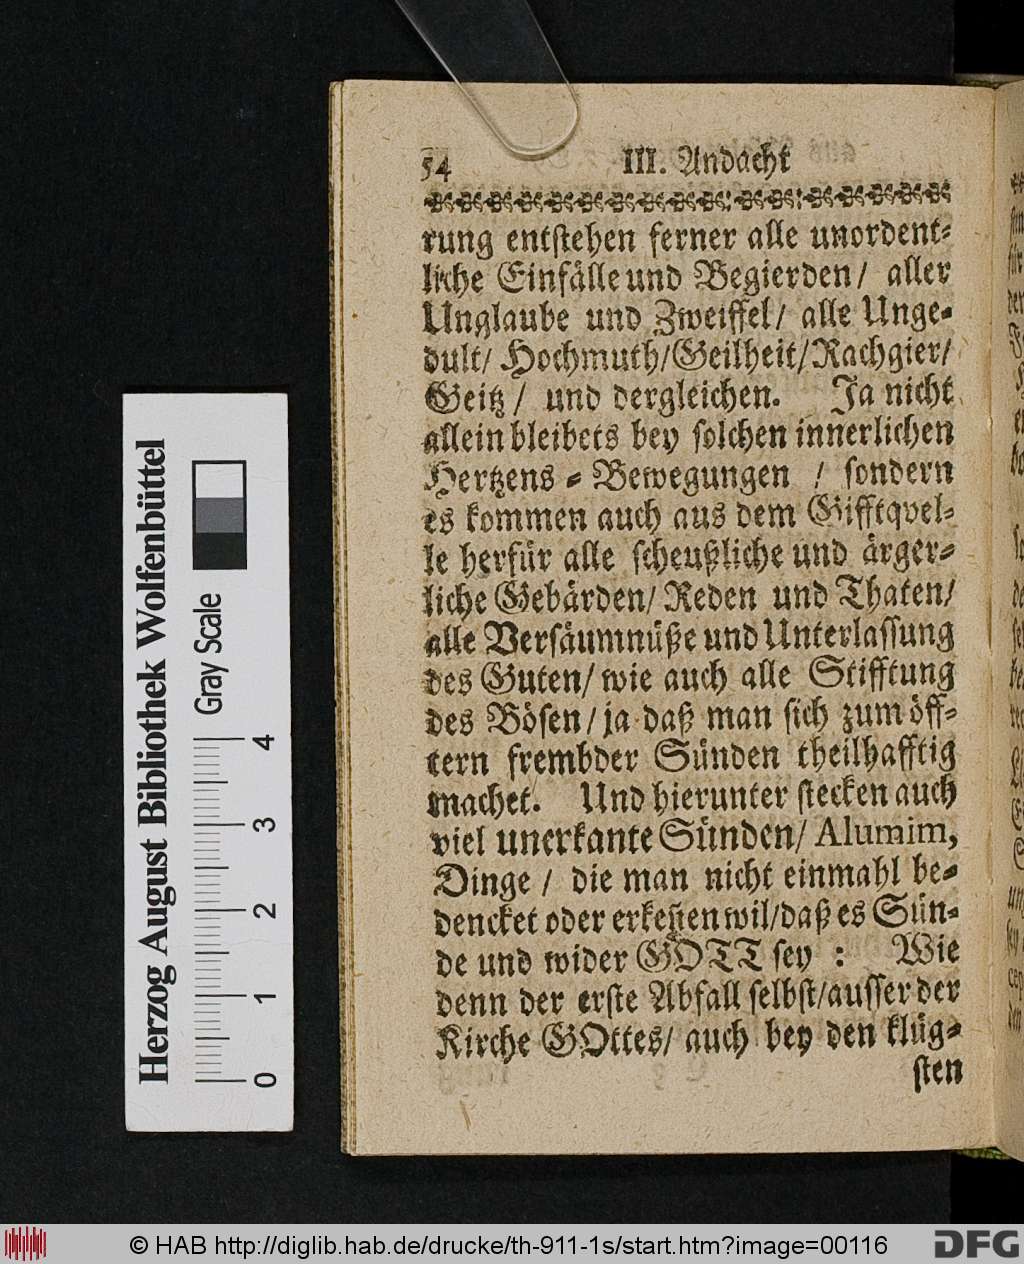 54 III. Andacht
rung entſtehen ferner alle unordent⸗
liche Einfälle und Begierden / aller
Unglaube und Zweiffel / alle Unge⸗
dult / Hochmuth / Geilheit / Rachgier /
Geitz / und dergleichen. Ja nicht
allein bleibets bey ſolchen innerlichen
Hertzens ⸗ Bewegungen / ſondern
es kommen auch aus dem Gifftqvel⸗
le herfür alle ſcheußliche und ärger⸗
liche Gebärden / Reden und Thaten /
alle Verſäumnüße und Unterlaſſung
des Guten / wie auch alle Stifftung
des Böſen / ja daß man ſich zum öff⸗
tern frembder Sünden theilhafftig
machet. Und hierunter ſtecken auch
viel unerkante Sünden / Alumim,
Dinge / die man nicht einmahl be⸗
dencket oder erkeñen wil / daß es Sün⸗
de und wider GOTT ſey : Wie
denn der erſte Abfall ſelbſt / auſſer der
Kirche GOttes / auch bey den klüg⸗
ſten
Herzog August Bibliothek Wolfenbüttel
Gray Scale
0 1 2 3 4
© HAB http://diglib.hab.de/drucke/th-911-1s/start.htm?image=00116
DFG